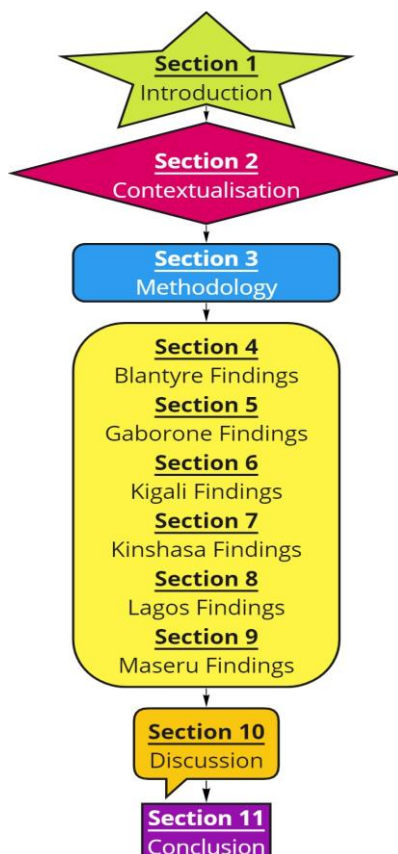 Section 1
Introduction
Section 2
Contextualisation
Section 3
Methodology
Section 4
Blantyre Findings
Section 5
Gaborone Findings
Section 6
Kigali Findings
Section 7
Kinshasa Findings
Section 8
Lagos Findings
Section 9
Maseru Findings
Section 10
Discussion
Section 11
Conclusion